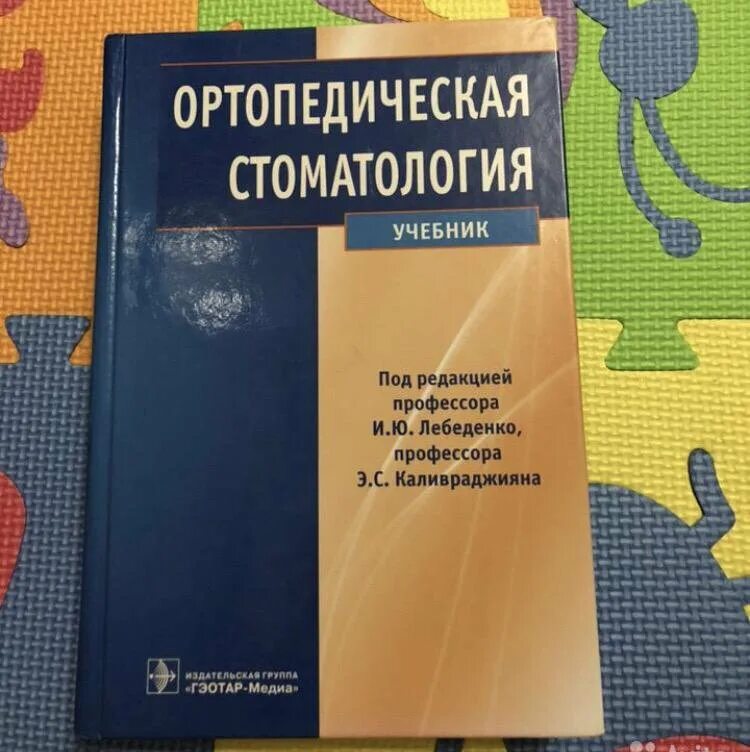 ОРТОПЕДИЧЕСКАЯ
СТОМАТОЛОГИЯ
УЧЕБНИК
Под редакцией
профессора
И.Ю. Лебеденко,
профессора
Э.С. Каливраджияна
ИЗДАТЕЛЬСКАЯ ГРУППА
«ГЭОТАР-Медиа»